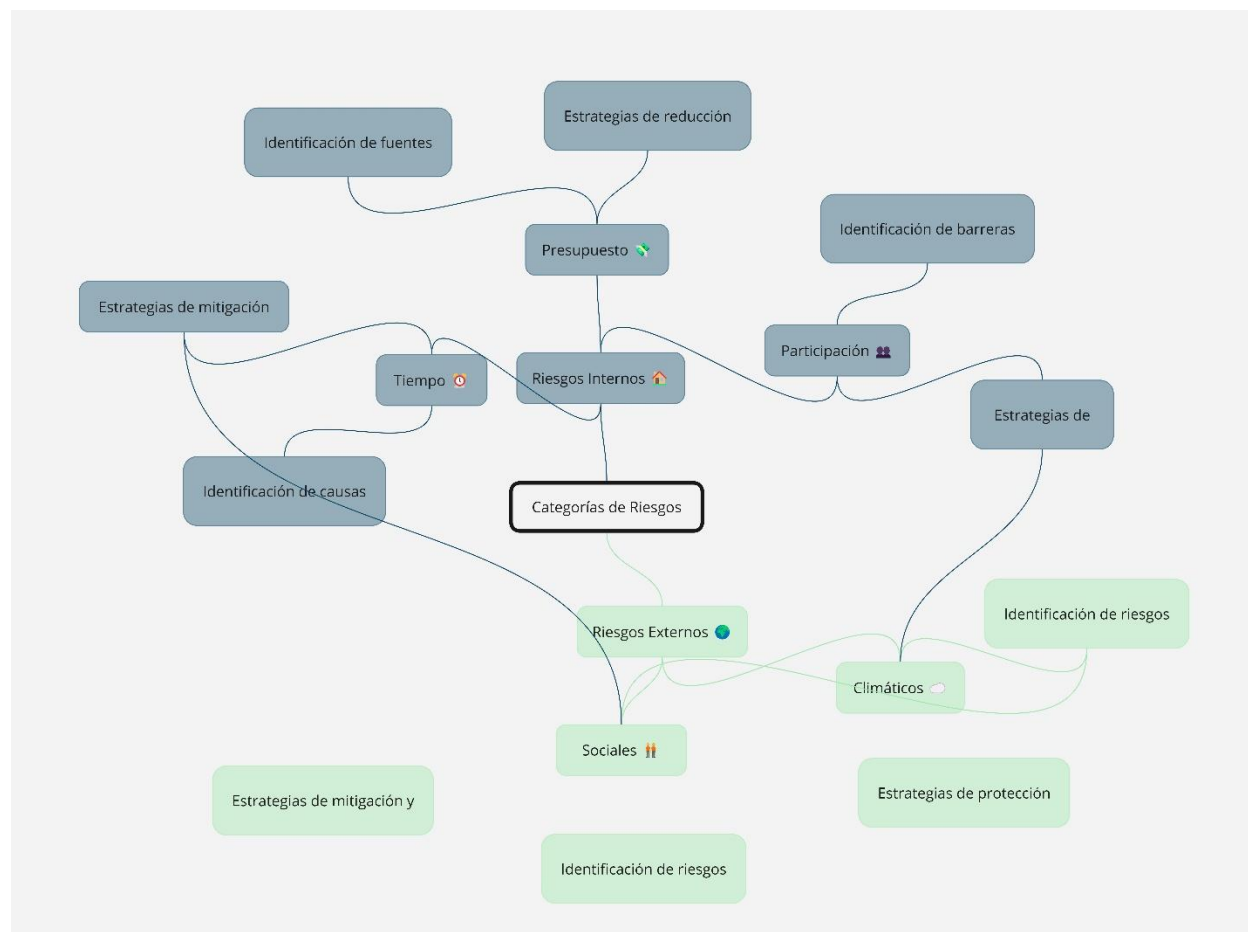 Estrategias de reducción
Identificación de fuentes
Identificación de barreras
Presupuesto 💸
Estrategias de mitigación
Participación 👥
Tiempo ⏰
Riesgos Internos 🏠
Estrategias de
Identificación de causas
Categorías de Riesgos
Identificación de riesgos
Riesgos Externos 🌍
Climáticos ☁️
Sociales 👬
Estrategias de mitigación y
Estrategias de protección
Identificación de riesgos